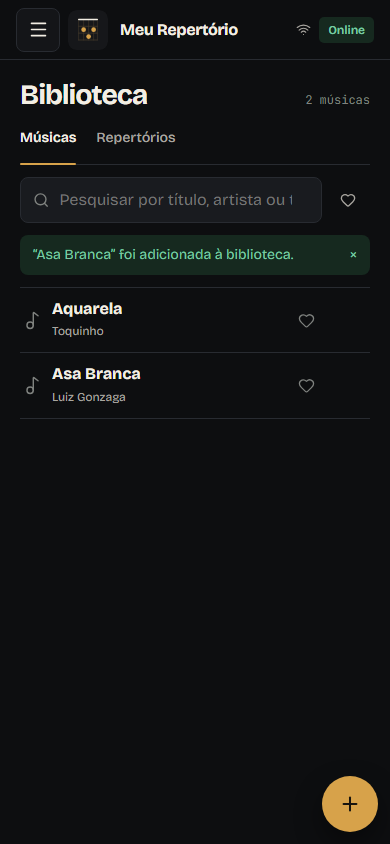 Meu Repertório
Online
Biblioteca
2 músicas
Músicas
Repertórios
Pesquisar por título, artista ou t
“Asa Branca” foi adicionada à biblioteca.
×
Aquarela
Toquinho
Asa Branca
Luiz Gonzaga
+